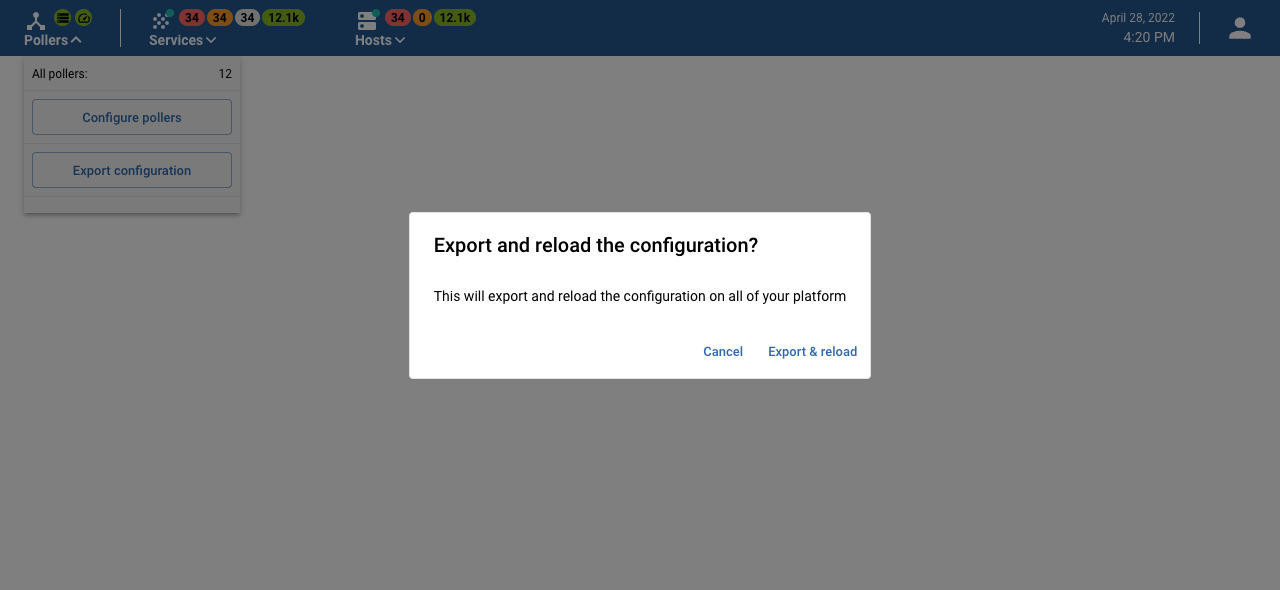 34 34 34 12.1k
34 0 12.1k
April 28, 2022
Pollers
Services
Hosts
4:20 PM
All pollers: 12
Configure pollers
Export configuration
Export and reload the configuration?
This will export and reload the configuration on all of your platform
Cancel Export & reload